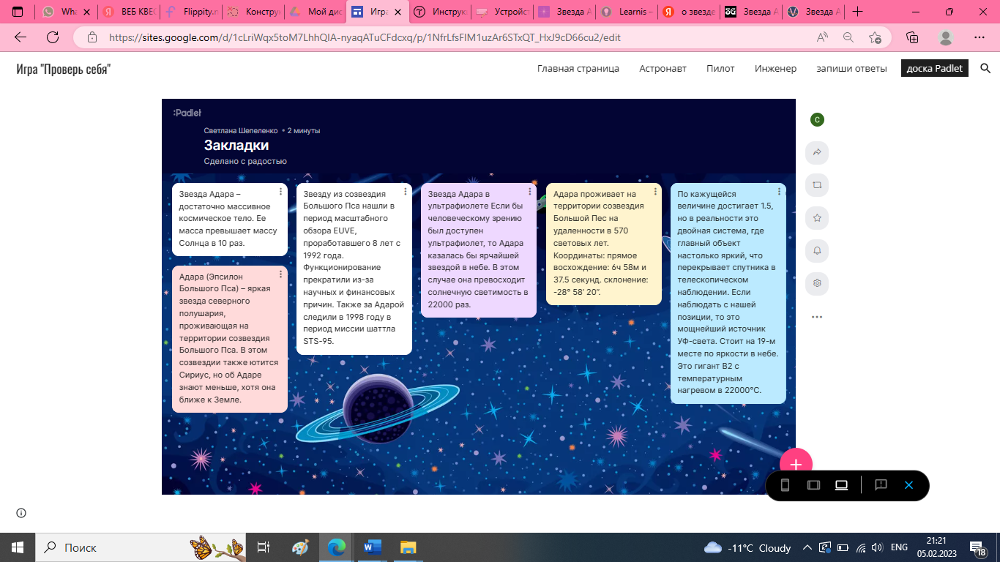 Wha
ВЕБ КВЕС
Flippity.n
Констру
Мой дис
Игра
Инструк
Устройст
Звезда А
Learnis –
о звезде
Звезда А
Звезда А
https://sites.google.com/d/1cLriWqx5toM7LhhQIA-nyaqATuCFdcxq/p/1NfrLfsFIM1uzAr6STxQT_HxJ9cD66cu2/edit
Игра "Проверь себя"
Главная страница
Астронавт
Пилот
Инженер
запиши ответы
доска Padlet
:Padlet
Светлана Шепеленко • 2 минуты
Закладки
Сделано с радостью
С
Звезда Адара –
достаточно массивное
космическое тело. Ее
масса превышает массу
Солнца в 10 раз.
Адара (Эпсилон
Большого Пса) – яркая
звезда северного
полушария,
проживающая на
территории созвездия
Большого Пса. В этом
созвездии также ютится
Сириус, но об Адаре
знают меньше, хотя она
ближе к Земле.
Звезду из созвездия
Большого Пса нашли в
период масштабного
обзора EUVE,
проработавшего 8 лет с
1992 года.
Функционирование
прекратили из-за
научных и финансовых
причин. Также за Адарой
следили в 1998 году в
период миссии шаттла
STS-95.
Звезда Адара в
ультрафиолете Если бы
человеческому зрению
был доступен
ультрафиолет, то Адара
казалась бы ярчайшей
звездой в небе. В этом
случае она превосходит
солнечную светимость в
22000 раз.
Адара проживает на
территории созвездия
Большой Пес на
удаленности в 570
световых лет.
Координаты: прямое
восхождение: 6ч 58м и
37.5 секунд. склонение:
-28° 58′ 20″.
По кажущейся
величине достигает 1.5,
но в реальности это
двойная система, где
главный объект
настолько яркий, что
перекрывает спутника в
телескопическом
наблюдении. Если
наблюдать с нашей
позиции, то это
мощнейший источник
УФ-света. Стоит на 19-м
месте по яркости в небе.
Это гигант B2 с
температурным
нагревом в 22000°C.
Поиск
-11°C Cloudy
ENG
21:21
05.02.2023
18